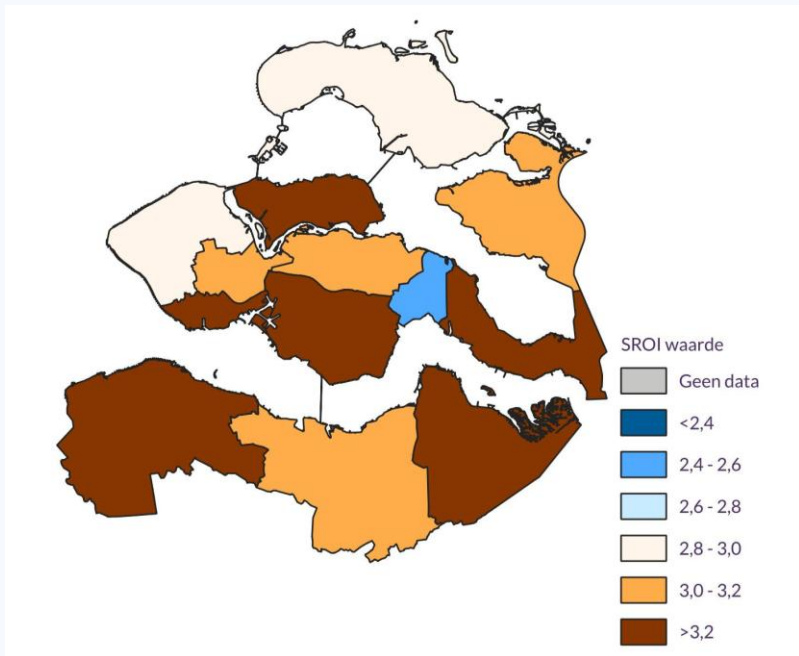 SROI waarde
Geen data
<2,4
2,4 - 2,6
2,6 - 2,8
2,8 - 3,0
3,0 - 3,2
>3,2